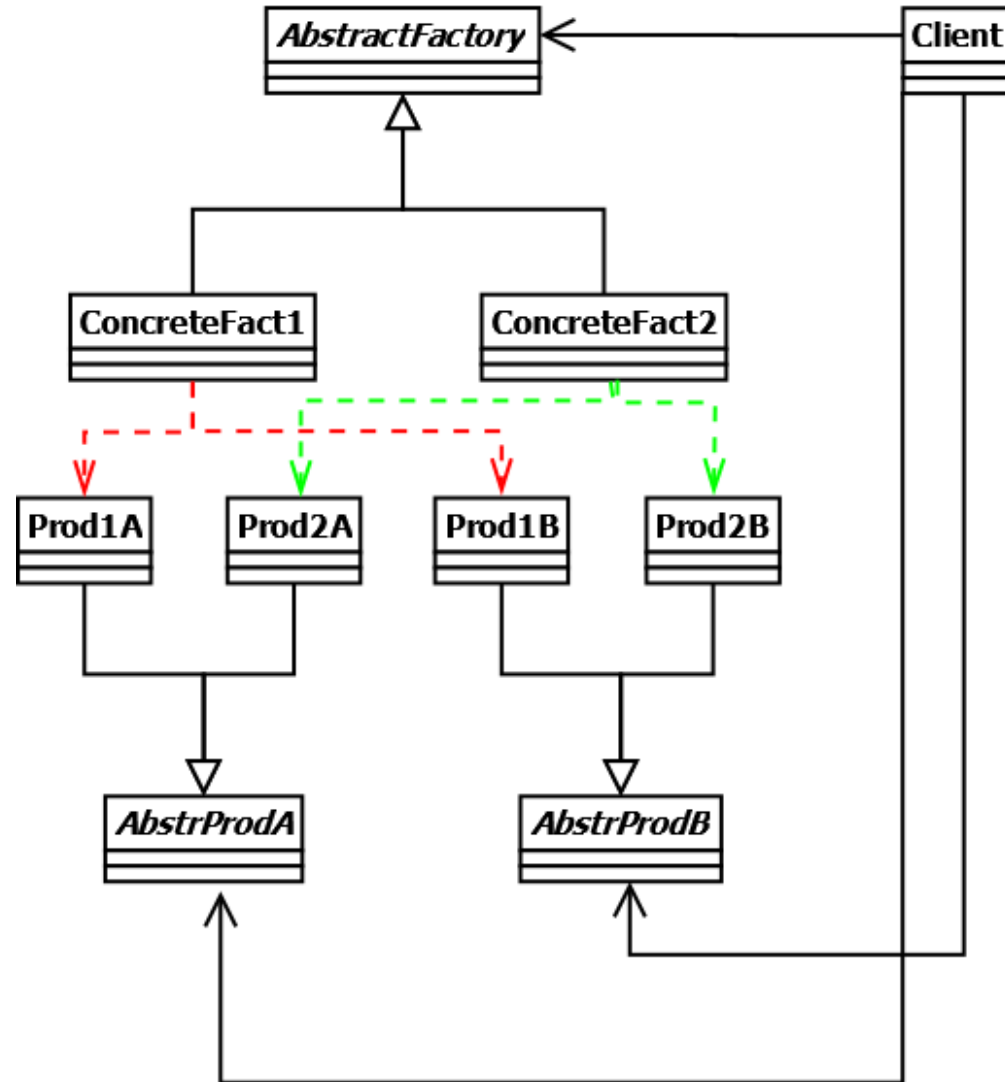 AbstractFactory
Client
ConcreteFact1
ConcreteFact2
Prod1A
Prod2A
Prod1B
Prod2B
AbstrProdA
AbstrProdB